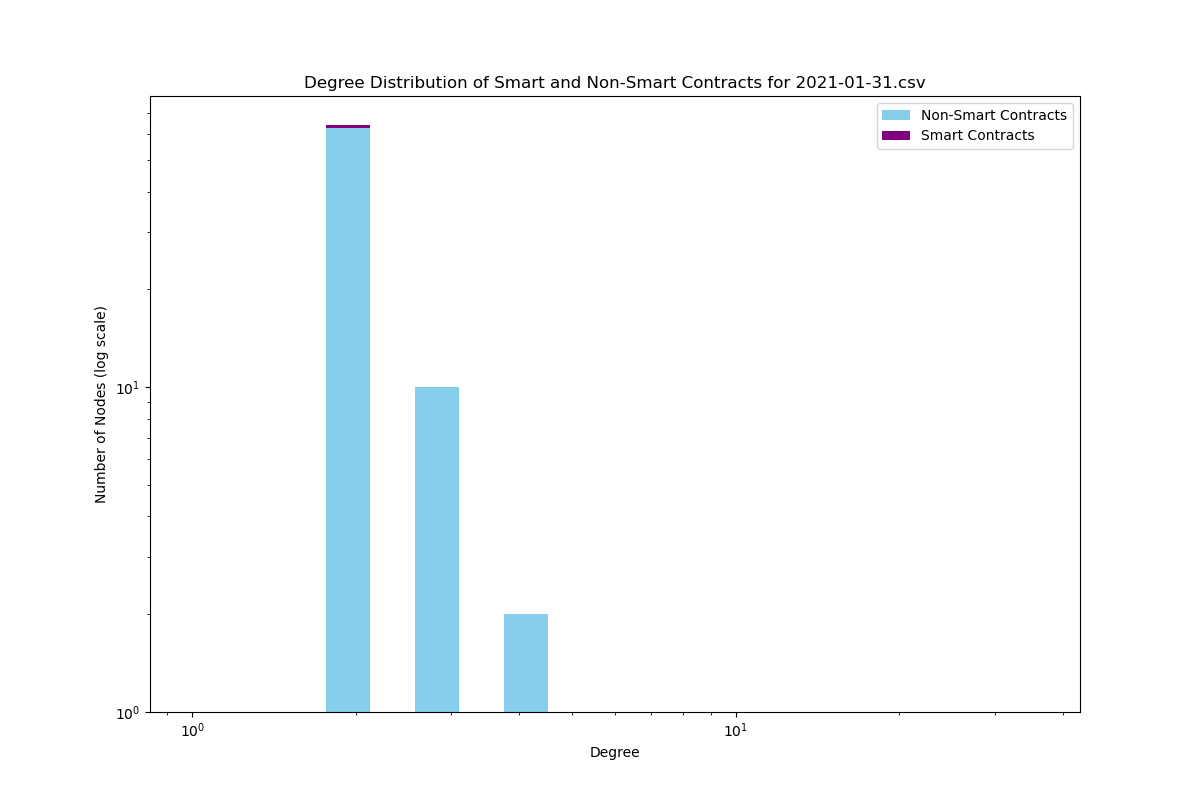 Degree Distribution of Smart and Non-Smart Contracts for 2021-01-31.csv
Non-Smart Contracts
Smart Contracts
Number of Nodes (log scale)
10¹
10⁰
10⁰ 10¹
Degree